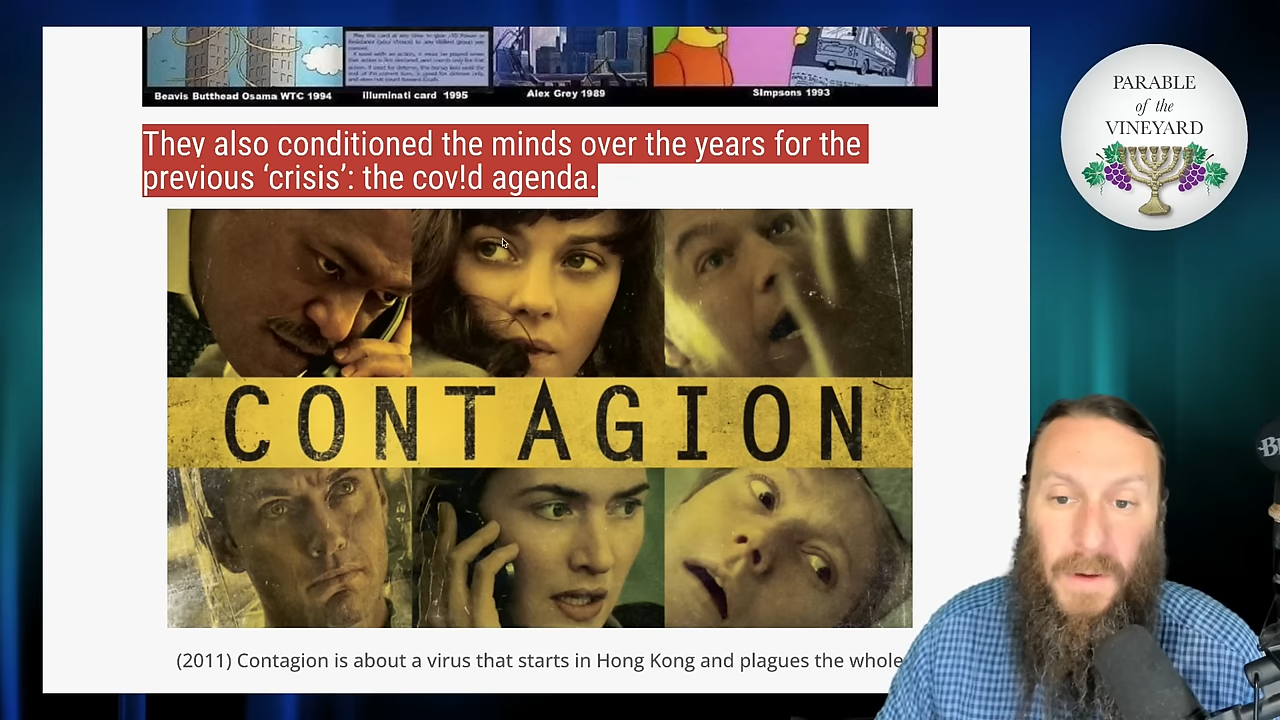 Beavis Butthead Osama WTC 1994
illuminati card 1995
Alex Grey 1989
SImpsons 1993
PARABLE
of the
VINEYARD
They also conditioned the minds over the years for the
previous ‘crisis’: the cov!d agenda.
CONTAGION
(2011) Contagion is about a virus that starts in Hong Kong and plagues the whole